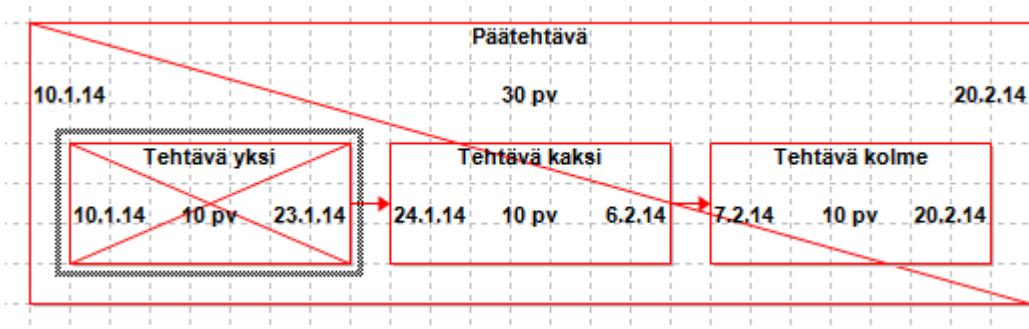 Päätehtävä
10.1.14 30 pv 20.2.14
Tehtävä yksi
10.1.14 10 pv 23.1.14
Tehtävä kaksi
24.1.14 10 pv 6.2.14
Tehtävä kolme
7.2.14 10 pv 20.2.14